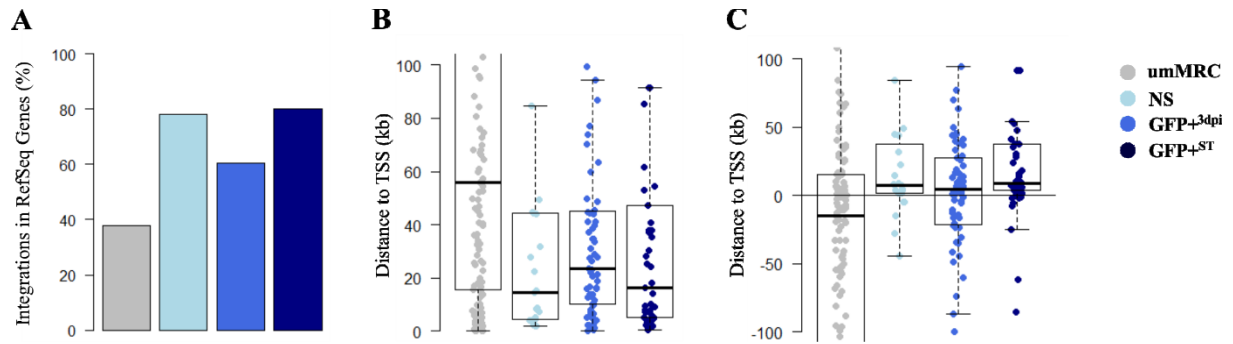 A
Integrations in RefSeq Genes (%)
100
80
60
40
20
0
B
Distance to TSS (kb)
100
80
60
40
20
0
C
Distance to TSS (kb)
100
50
0
-50
-100
umMRC
NS
GFP+3dpi
GFP+ST